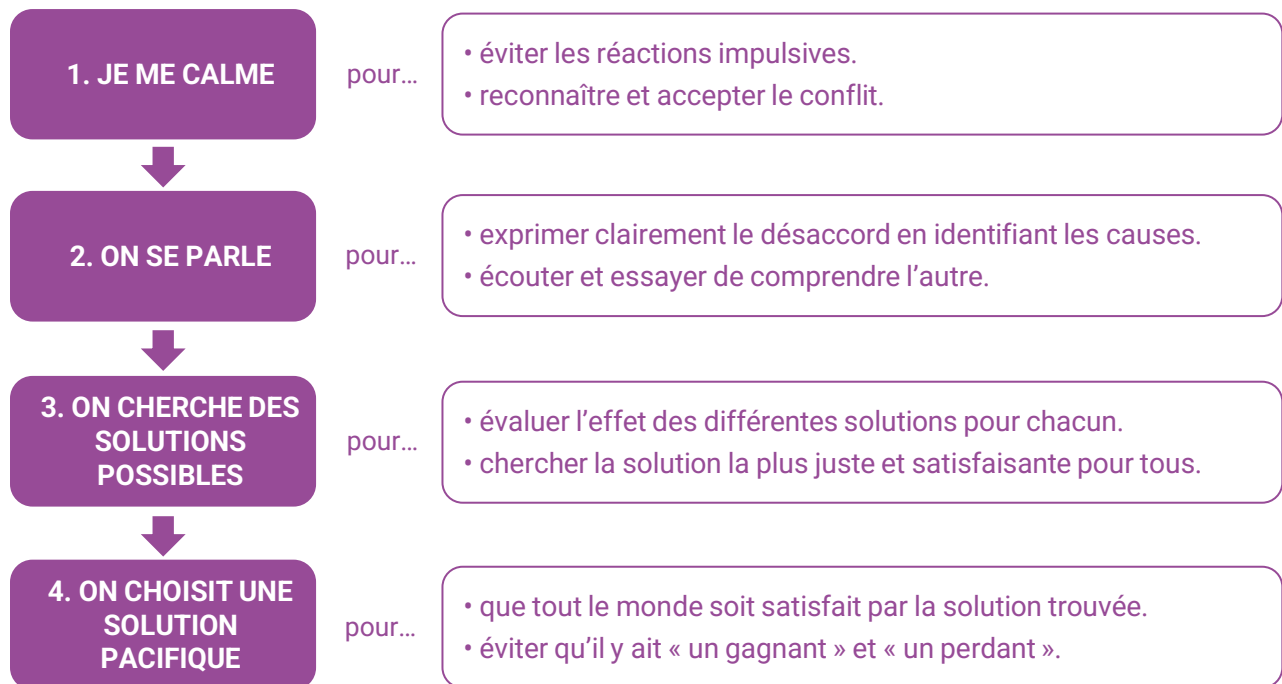 1. JE ME CALME
pour…
• éviter les réactions impulsives.
• reconnaître et accepter le conflit.
2. ON SE PARLE
pour…
• exprimer clairement le désaccord en identifiant les causes.
• écouter et essayer de comprendre l’autre.
3. ON CHERCHE DES
SOLUTIONS
POSSIBLES
pour…
• évaluer l’effet des différentes solutions pour chacun.
• chercher la solution la plus juste et satisfaisante pour tous.
4. ON CHOISIT UNE
SOLUTION
PACIFIQUE
pour…
• que tout le monde soit satisfait par la solution trouvée.
• éviter qu’il y ait « un gagnant » et « un perdant ».